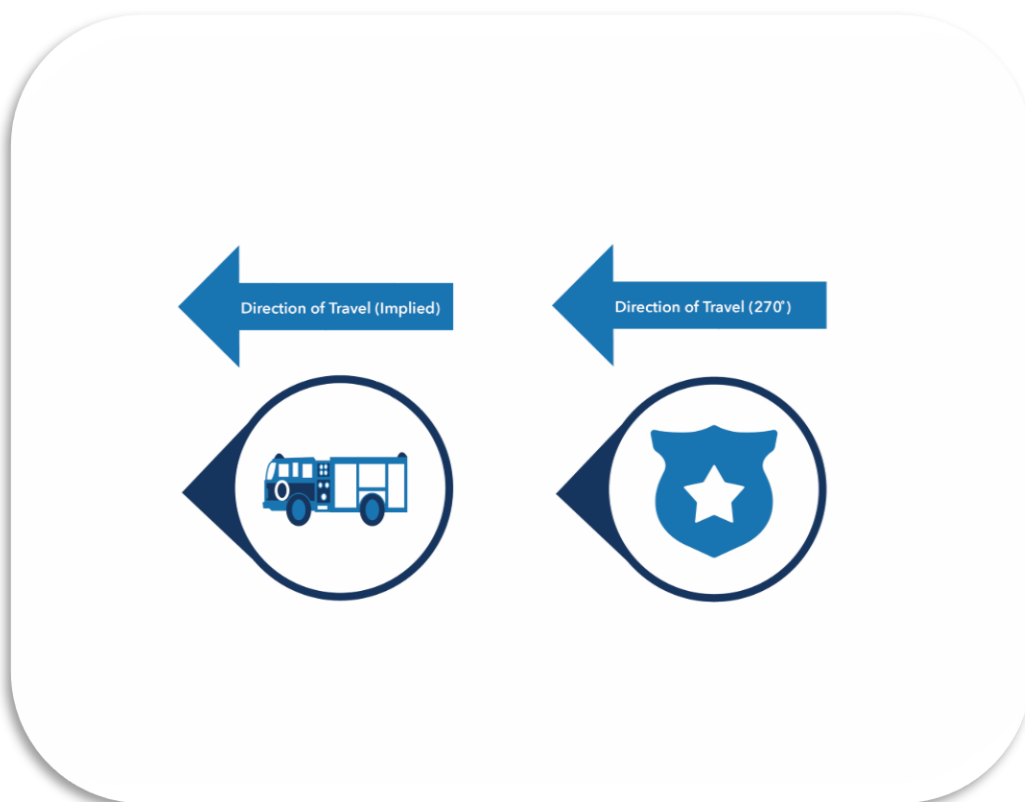 Direction of Travel (Implied)
Direction of Travel (270°)